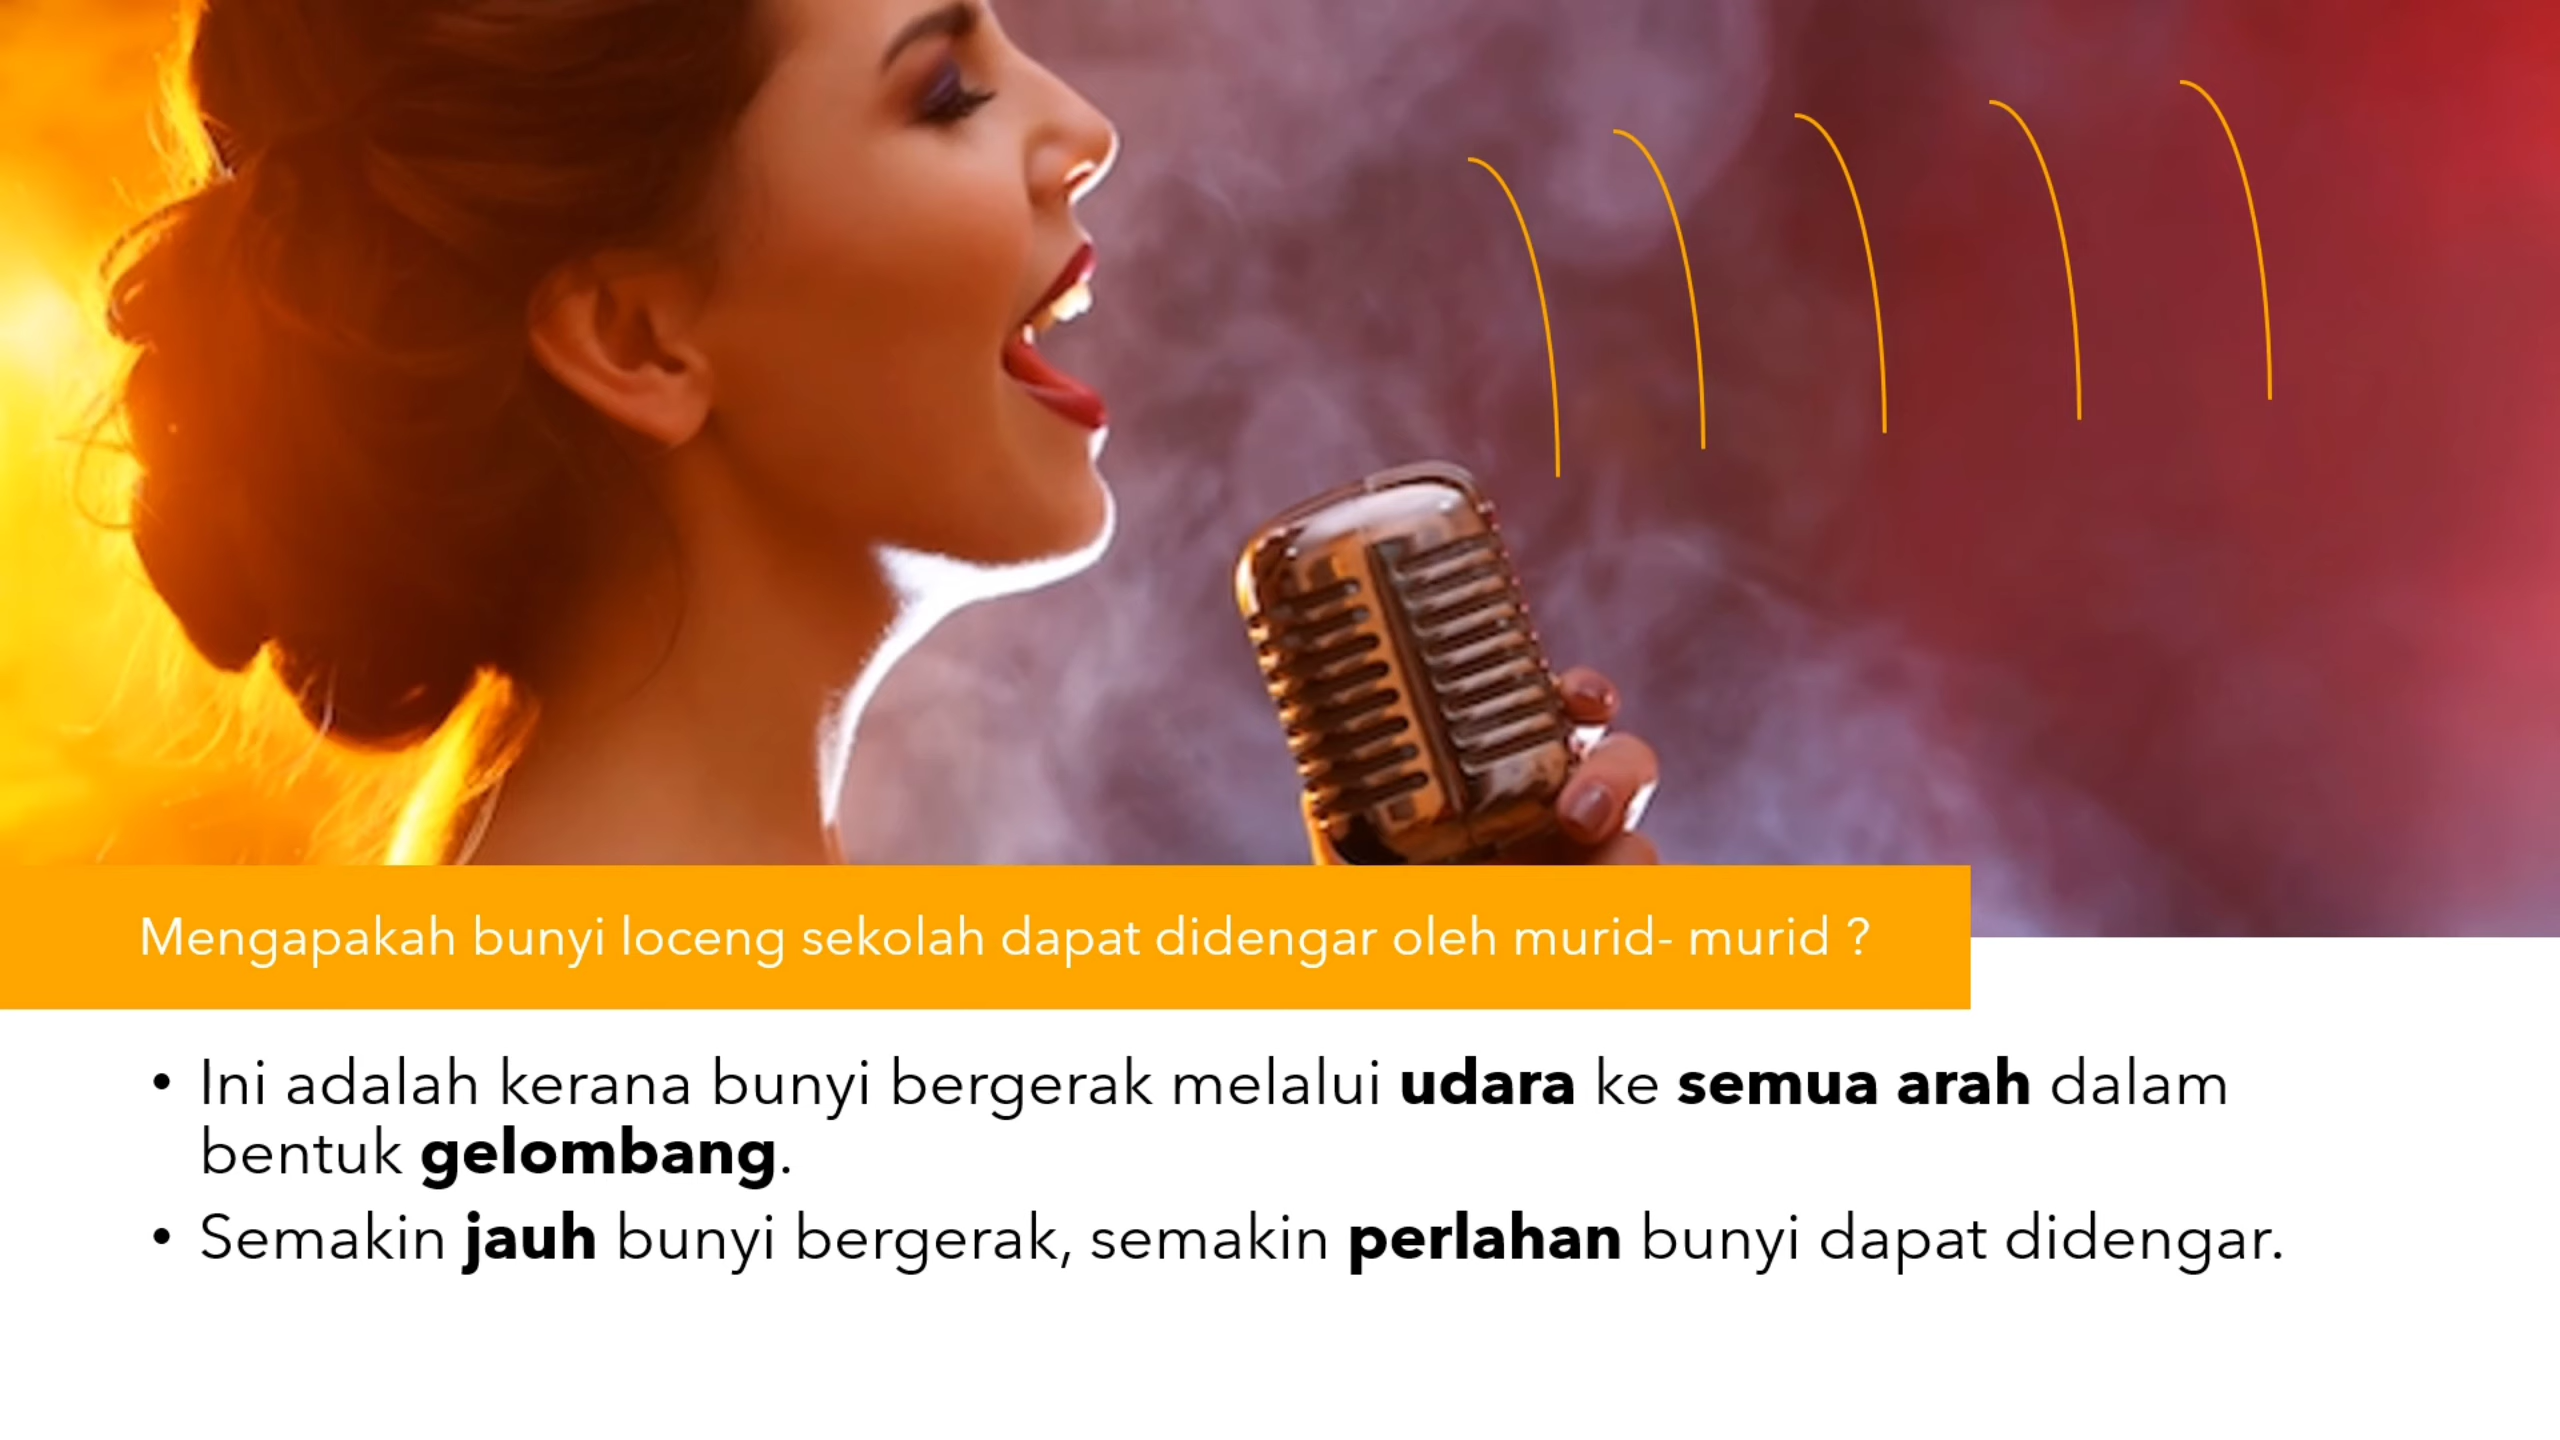 Mengapakah bunyi loceng sekolah dapat didengar oleh murid- murid ?
• Ini adalah kerana bunyi bergerak melalui udara ke semua arah dalam
bentuk gelombang.
• Semakin jauh bunyi bergerak, semakin perlahan bunyi dapat didengar.